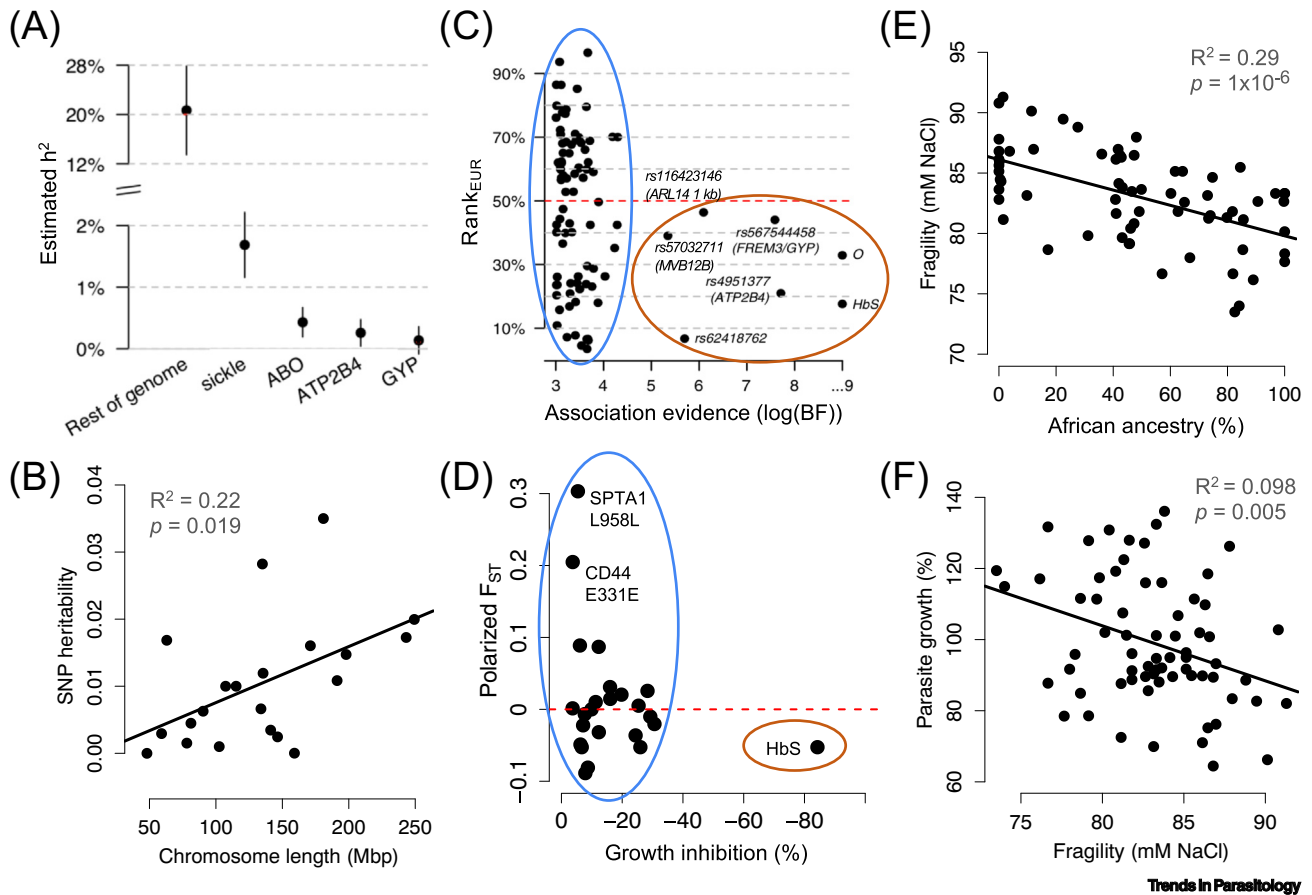 (A)
28%
20%
12%
2%
1%
0%
Estimated h²
Rest of genome
sickle
ABO
ATP2B4
GYP
(B)
R² = 0.22
p = 0.019
0.04
0.03
0.02
0.01
0.00
SNP heritability
50
100
150
200
250
Chromosome length (Mbp)
(C)
90%
70%
50%
30%
10%
Rank_EUR
rs116423146
(ARL14 1 kb)
rs567544458
(FREM3/GYP)
rs57032711
(MVB12B)
O
rs4951377
(ATP2B4)
HbS
rs62418762
3
4
5
6
7
8
...9
Association evidence (log(BF))
(D)
0.3
0.2
0.1
0
−0.1
Polarized F_ST
SPTA1
L958L
CD44
E331E
HbS
0
−20
−40
−60
−80
Growth inhibition (%)
(E)
R² = 0.29
p = 1x10⁻⁶
95
90
85
80
75
70
Fragility (mM NaCl)
0
20
40
60
80
100
African ancestry (%)
(F)
R² = 0.098
p = 0.005
140
120
100
80
60
Parasite growth (%)
75
80
85
90
Fragility (mM NaCl)
Trends in Parasitology